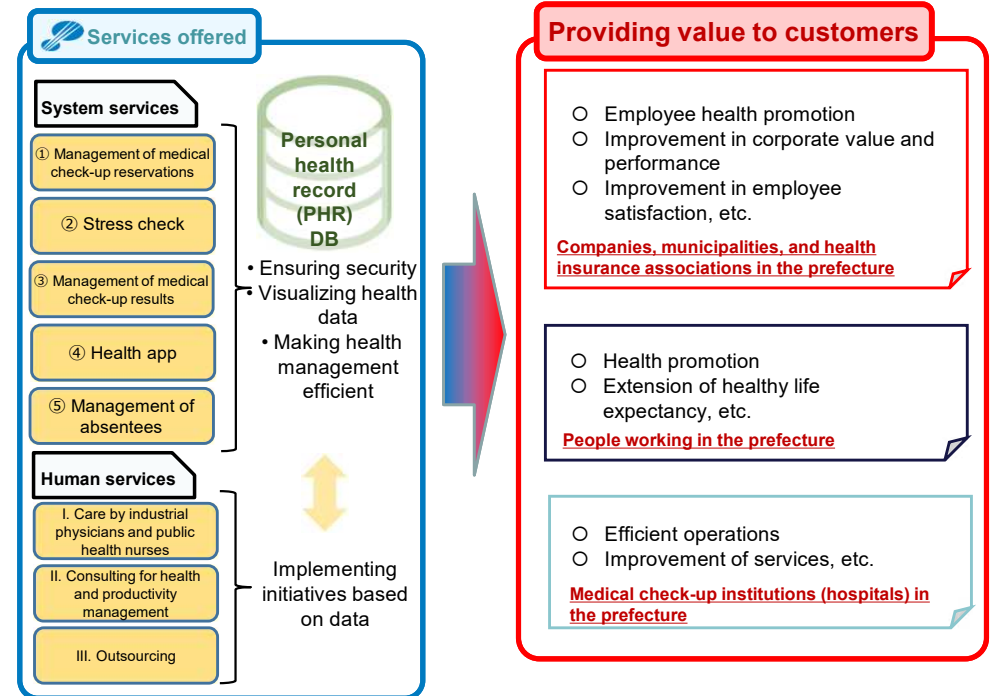 Services offered
System services
① Management of medical
check-up reservations
② Stress check
③ Management of medical
check-up results
④ Health app
⑤ Management of
absentees
Personal
health
record
(PHR)
DB
• Ensuring security
• Visualizing health
data
• Making health
management
efficient
Human services
I. Care by industrial
physicians and public
health nurses
II. Consulting for health
and productivity
management
III. Outsourcing
Implementing
initiatives based
on data
Providing value to customers
○ Employee health promotion
○ Improvement in corporate value and
performance
○ Improvement in employee
satisfaction, etc.
Companies, municipalities, and health
insurance associations in the prefecture
○ Health promotion
○ Extension of healthy life
expectancy, etc.
People working in the prefecture
○ Efficient operations
○ Improvement of services, etc.
Medical check-up institutions (hospitals) in
the prefecture